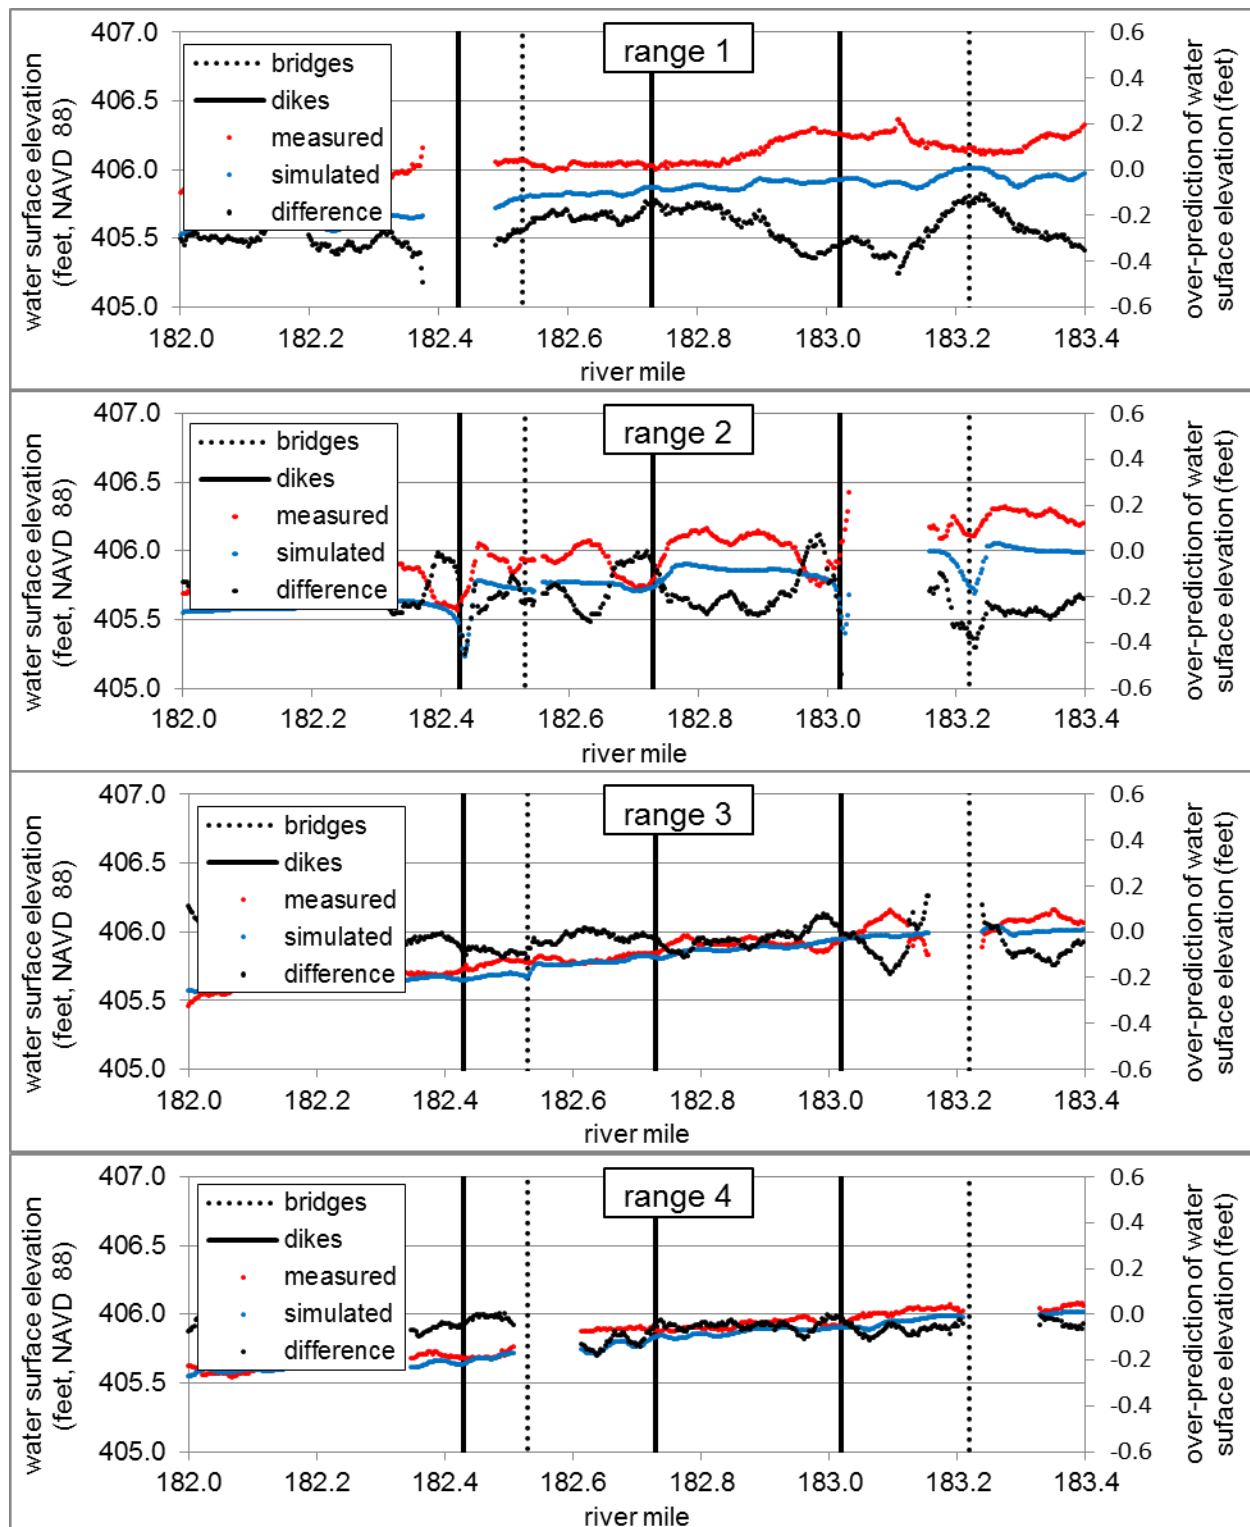 range 1
water surface elevation
(feet, NAVD 88)
407.0
406.5
406.0
405.5
405.0
bridges
dikes
measured
simulated
difference
0.6
0.4
0.2
0.0
-0.2
-0.4
-0.6
over-prediction of water
suface elevation (feet)
182.0 182.2 182.4 182.6 182.8 183.0 183.2 183.4
river mile
range 2
water surface elevation
(feet, NAVD 88)
407.0
406.5
406.0
405.5
405.0
bridges
dikes
measured
simulated
difference
0.6
0.4
0.2
0.0
-0.2
-0.4
-0.6
over-prediction of water
suface elevation (feet)
182.0 182.2 182.4 182.6 182.8 183.0 183.2 183.4
river mile
range 3
water surface elevation
(feet, NAVD 88)
407.0
406.5
406.0
405.5
405.0
bridges
dikes
measured
simulated
difference
0.6
0.4
0.2
0.0
-0.2
-0.4
-0.6
over-prediction of water
suface elevation (feet)
182.0 182.2 182.4 182.6 182.8 183.0 183.2 183.4
river mile
range 4
water surface elevation
(feet, NAVD 88)
407.0
406.5
406.0
405.5
405.0
bridges
dikes
measured
simulated
difference
0.6
0.4
0.2
0.0
-0.2
-0.4
-0.6
over-prediction of water
suface elevation (feet)
182.0 182.2 182.4 182.6 182.8 183.0 183.2 183.4
river mile